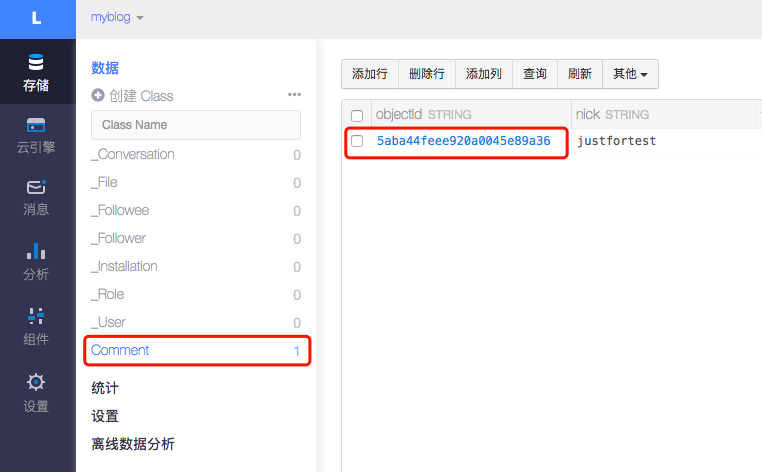 L
myblog
存储
云引擎
消息
分析
组件
设置
数据
创建 Class
Class Name
_Conversation 0
_File 0
_Followee 0
_Follower 0
_Installation 0
_Role 0
_User 0
Comment 1
统计
设置
离线数据分析
添加行 删除行 添加列 查询 刷新 其他
objectId STRING nick STRING
5aba44feee920a0045e89a36 justfortest